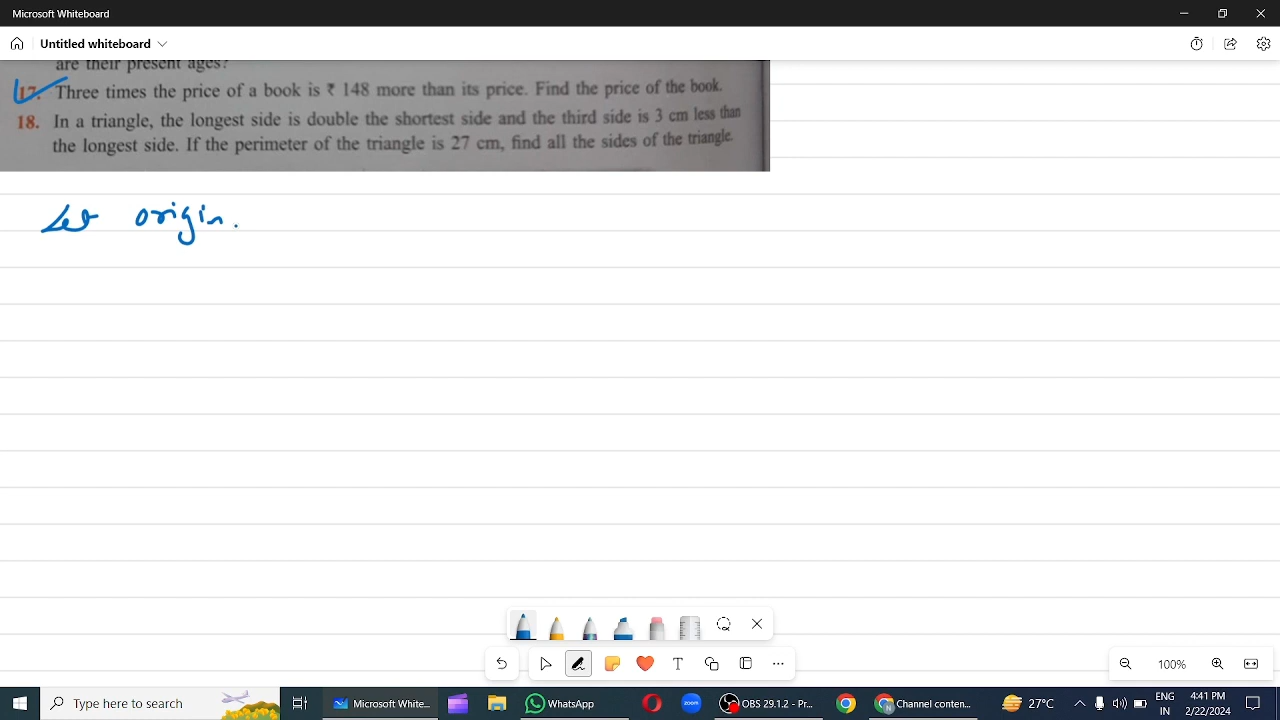 Microsoft Whiteboard
Untitled whiteboard
are their present ages?
17. Three times the price of a book is ₹ 148 more than its price. Find the price of the book.
18. In a triangle, the longest side is double the shortest side and the third side is 3 cm less than
the longest side. If the perimeter of the triangle is 27 cm, find all the sides of the triangle.
Let origin.
T
100%
Type here to search
Microsoft White...
WhatsApp
zoom
OBS 29.1.2 - Pr...
Channel conten...
27°C
ENG
IN
4:41 PM
2/22/2024